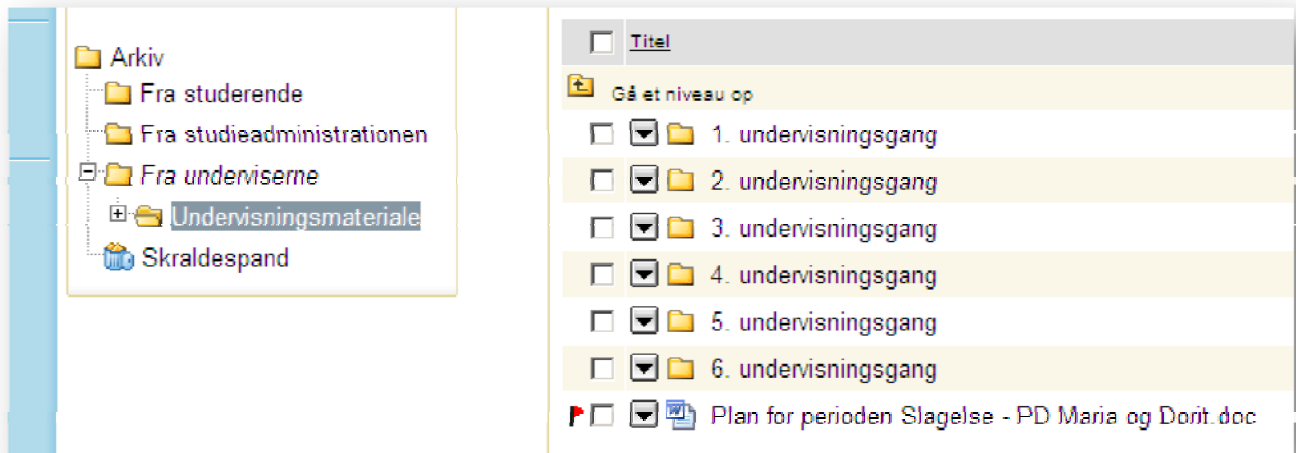 Arkiv
Fra studerende
Fra studieadministrationen
Fra underviserne
Undervisningsmateriale
Skraldespand
Titel
Gå et niveau op
1. undervisningsgang
2. undervisningsgang
3. undervisningsgang
4. undervisningsgang
5. undervisningsgang
6. undervisningsgang
Plan for perioden Slagelse - PD Maria og Dorit.doc